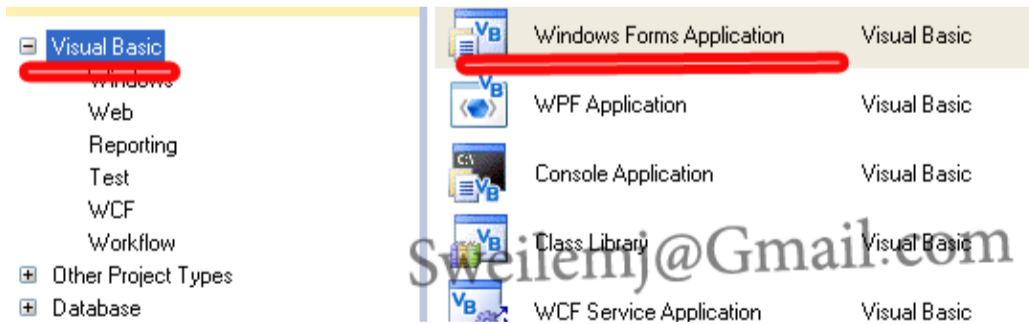 Visual Basic
Windows
Web
Reporting
Test
WCF
Workflow
Other Project Types
Database
Windows Forms Application Visual Basic
WPF Application Visual Basic
Console Application Visual Basic
Class Library Visual Basic
WCF Service Application Visual Basic
Sweilemj@Gmail.com